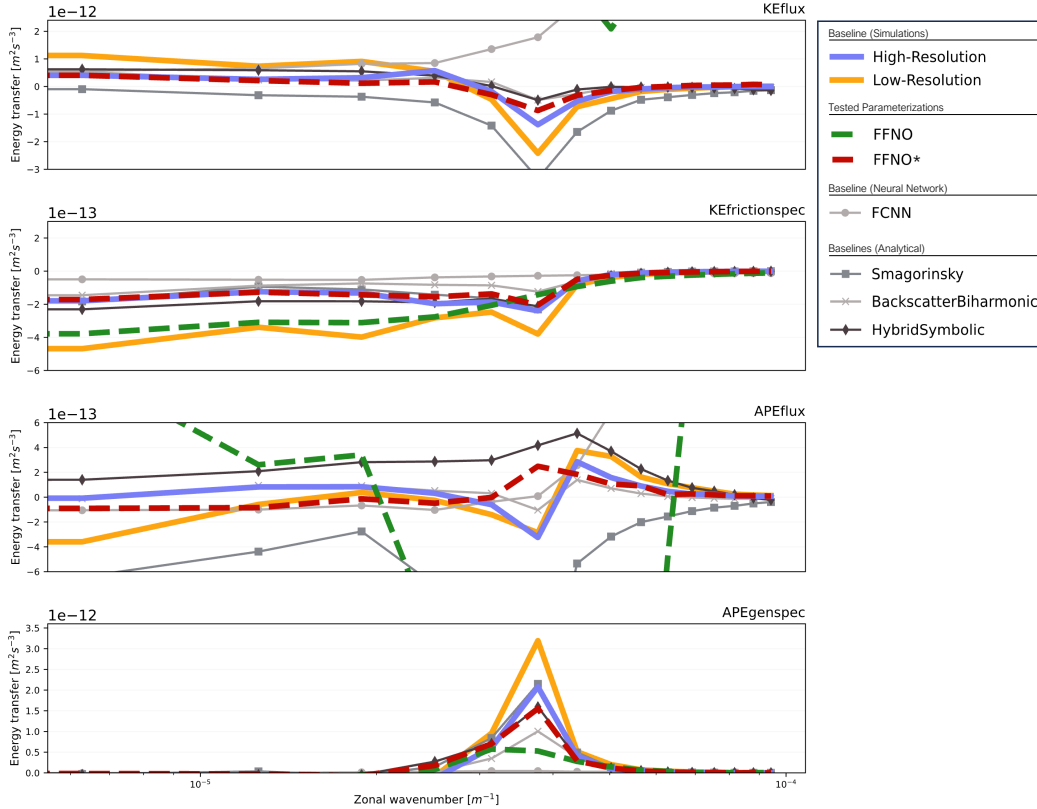 1e−12
KEflux
Energy transfer [m²s⁻³]
2
1
0
−1
−2
−3
1e−13
KEfrictionspec
Energy transfer [m²s⁻³]
2
0
−2
−4
−6
1e−13
APEflux
Energy transfer [m²s⁻³]
6
4
2
0
−2
−4
−6
1e−12
APEgenspec
Energy transfer [m²s⁻³]
3.5
3.0
2.5
2.0
1.5
1.0
0.5
0.0
10⁻⁵
10⁻⁴
Zonal wavenumber [m⁻¹]
Baseline (Simulations)
High-Resolution
Low-Resolution
Tested Parameterizations
FFNO
FFNO*
Baseline (Neural Network)
FCNN
Baselines (Analytical)
Smagorinsky
BackscatterBiharmonic
HybridSymbolic